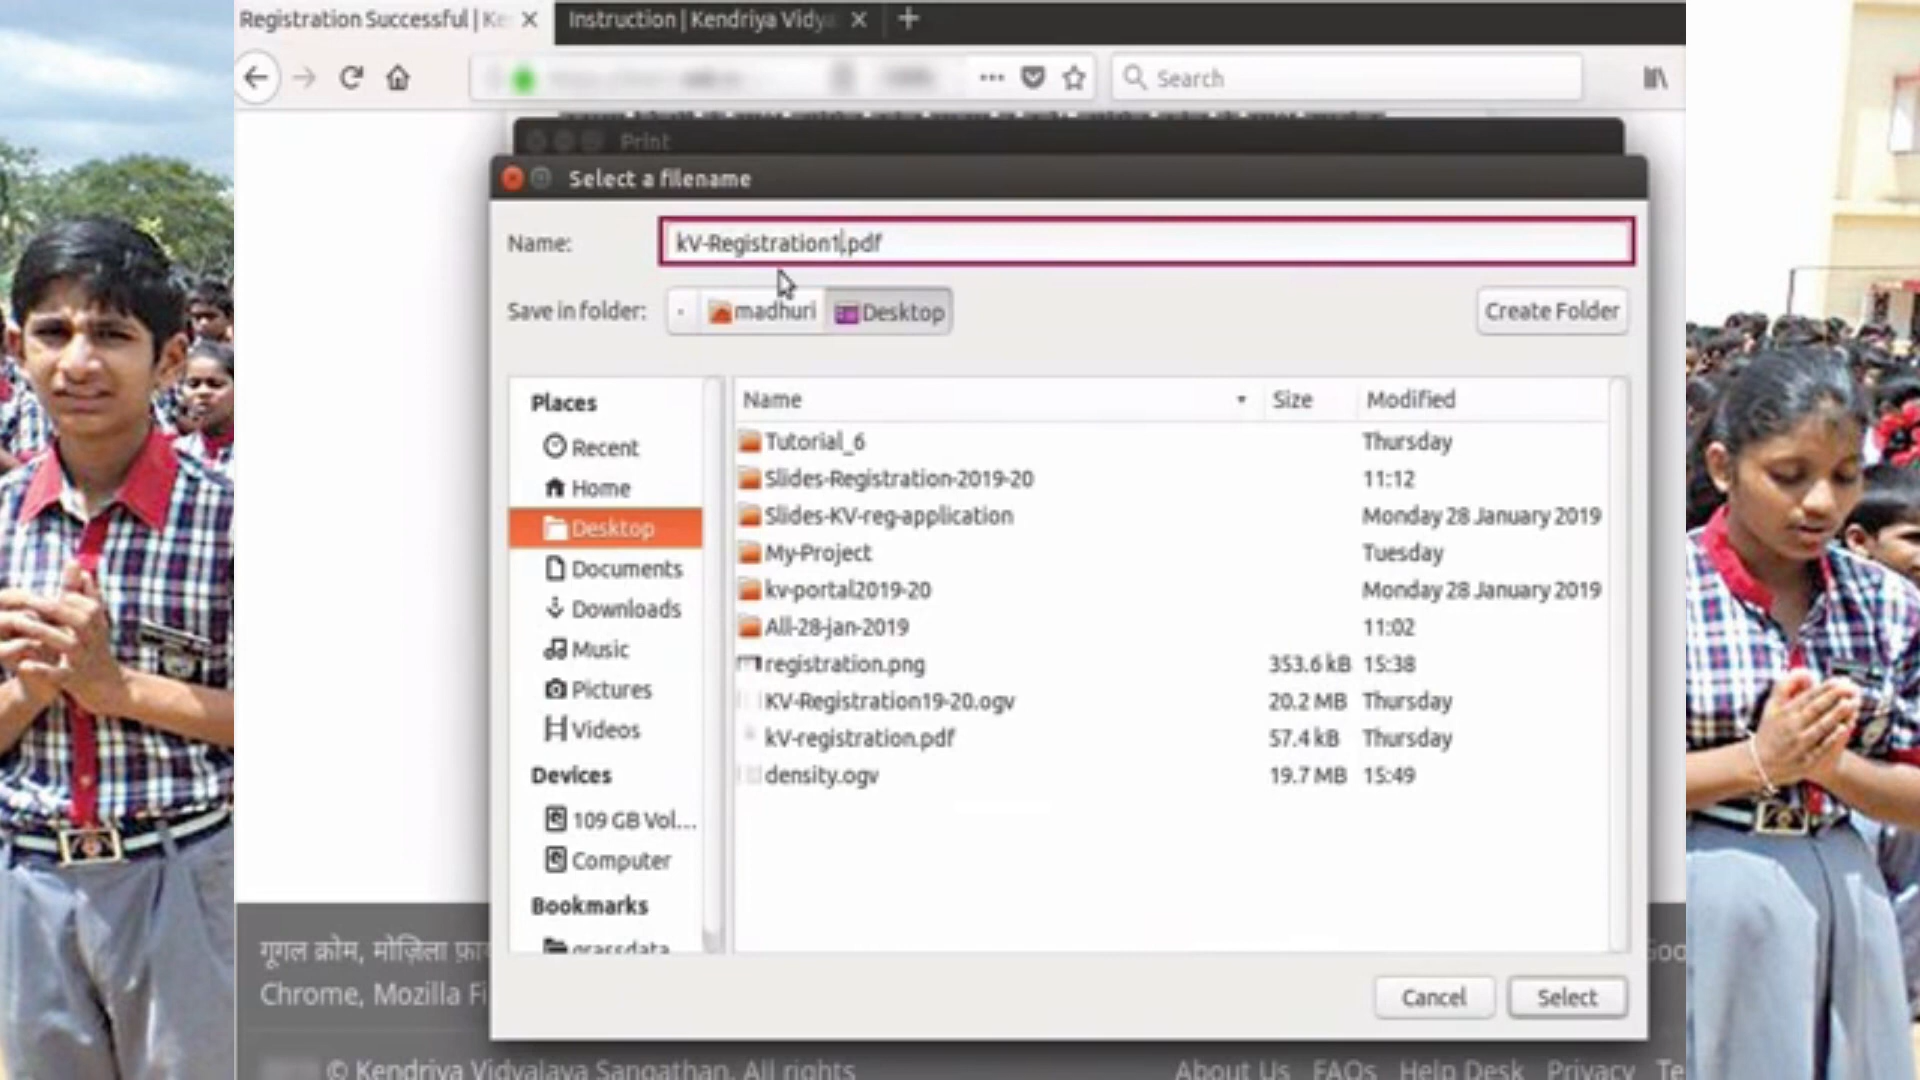 Registration Successful | Ke
Instruction | Kendriya Vidya
Search
Print
Select a filename
Name:
kV-Registration1.pdf
Save in folder:
madhuri
Desktop
Create Folder
Places
Recent
Home
Desktop
Documents
Downloads
Music
Pictures
Videos
Devices
109 GB Vol...
Computer
Bookmarks
grassdata
Name Size Modified
Tutorial_6 Thursday
Slides-Registration-2019-20 11:12
Slides-KV-reg-application Monday 28 January 2019
My-Project Tuesday
kv-portal2019-20 Monday 28 January 2019
All-28-jan-2019 11:02
registration.png 353.6 kB 15:38
KV-Registration19-20.ogv 20.2 MB Thursday
kV-registration.pdf 57.4 kB Thursday
density.ogv 19.7 MB 15:49
Cancel
Select
गूगल क्रोम, मोज़िला
Chrome, Mozilla Fi
© Kendriya Vidyalaya Sangathan. All rights
About Us FAQs Help Desk Privacy Te